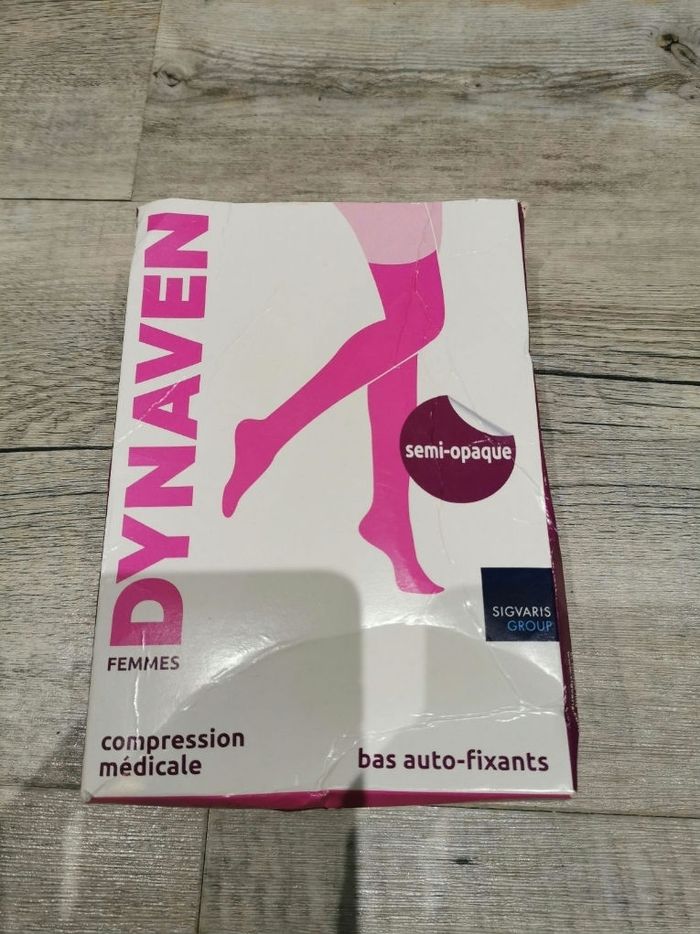 DYNAVEN
FEMMES
semi-opaque
SIGVARIS
GROUP
compression
médicale
bas auto-fixants